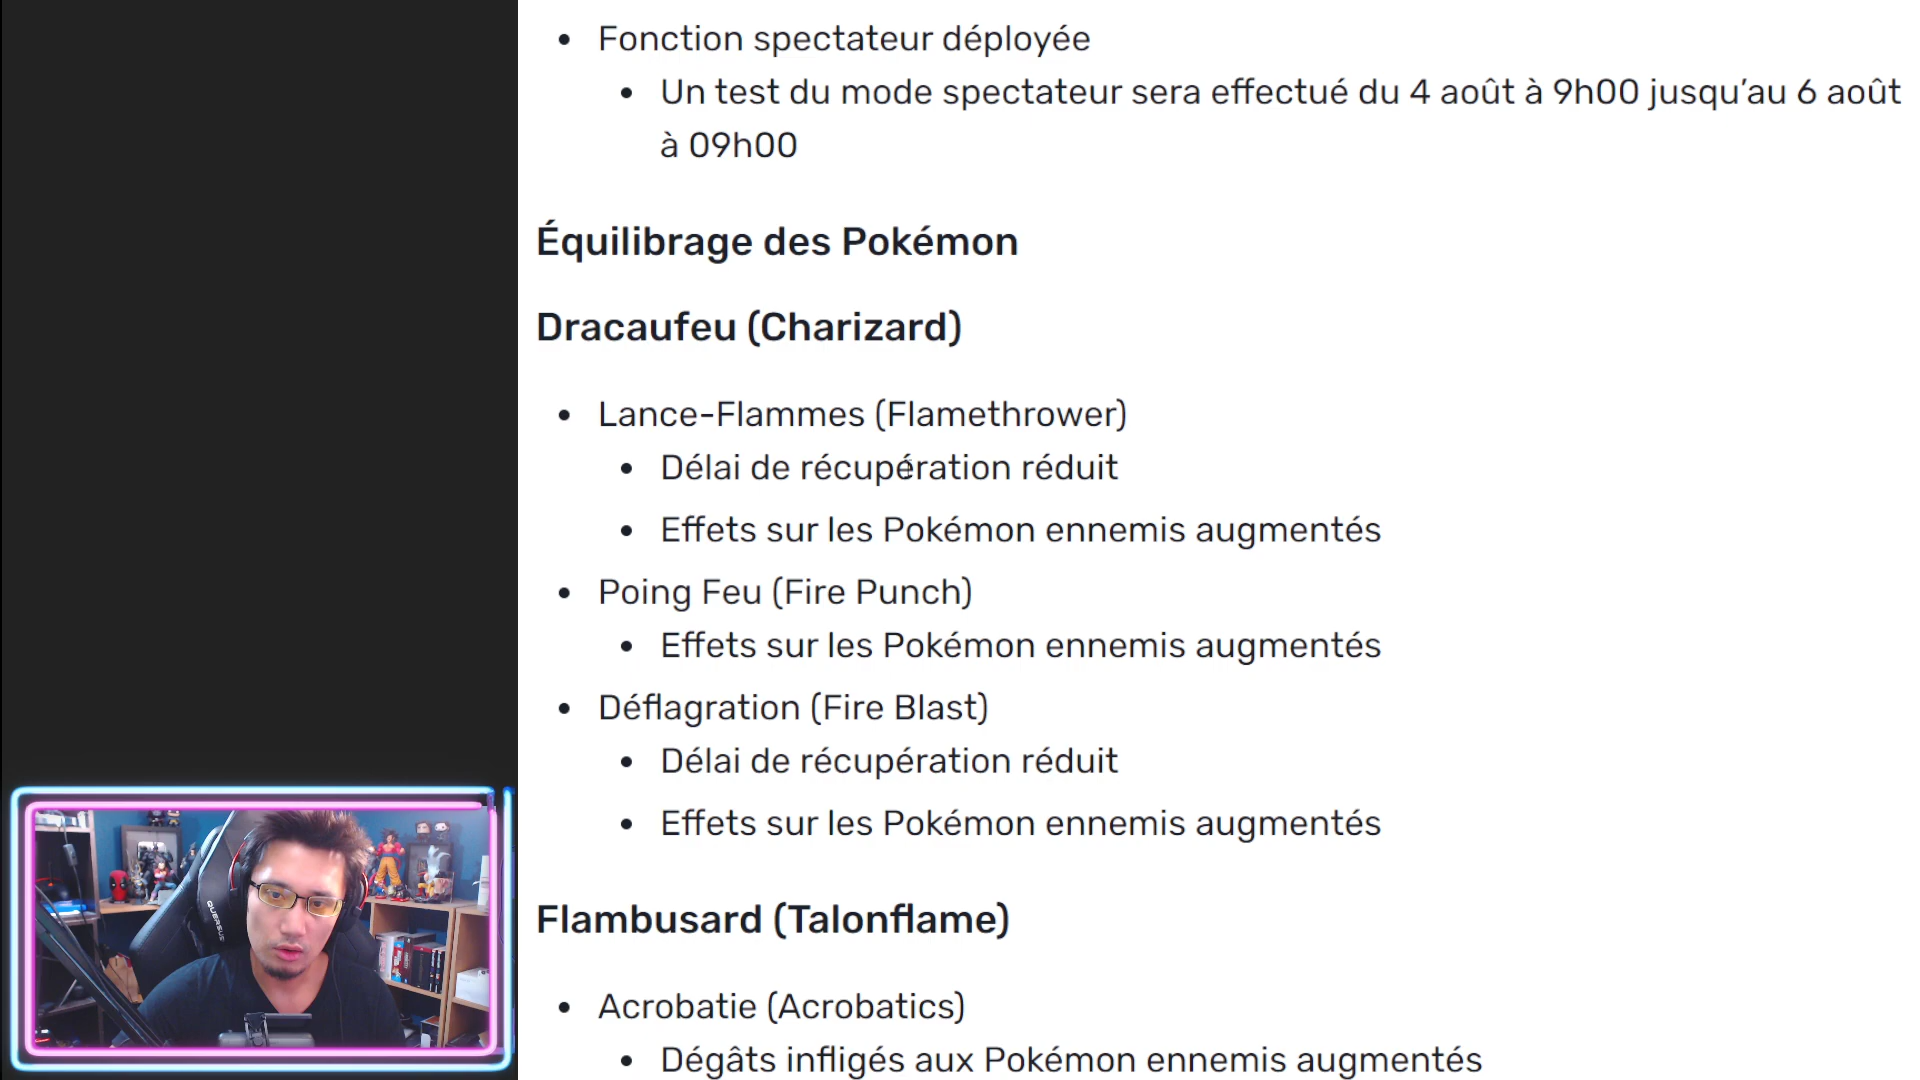 Fonction spectateur déployée
Un test du mode spectateur sera effectué du 4 août à 9h00 jusqu’au 6 août
à 09h00
Équilibrage des Pokémon
Dracaufeu (Charizard)
Lance-Flammes (Flamethrower)
Délai de récupération réduit
Effets sur les Pokémon ennemis augmentés
Poing Feu (Fire Punch)
Effets sur les Pokémon ennemis augmentés
Déflagration (Fire Blast)
Délai de récupération réduit
Effets sur les Pokémon ennemis augmentés
Flambusard (Talonflame)
Acrobatie (Acrobatics)
Dégâts infligés aux Pokémon ennemis augmentés
QUERSUS